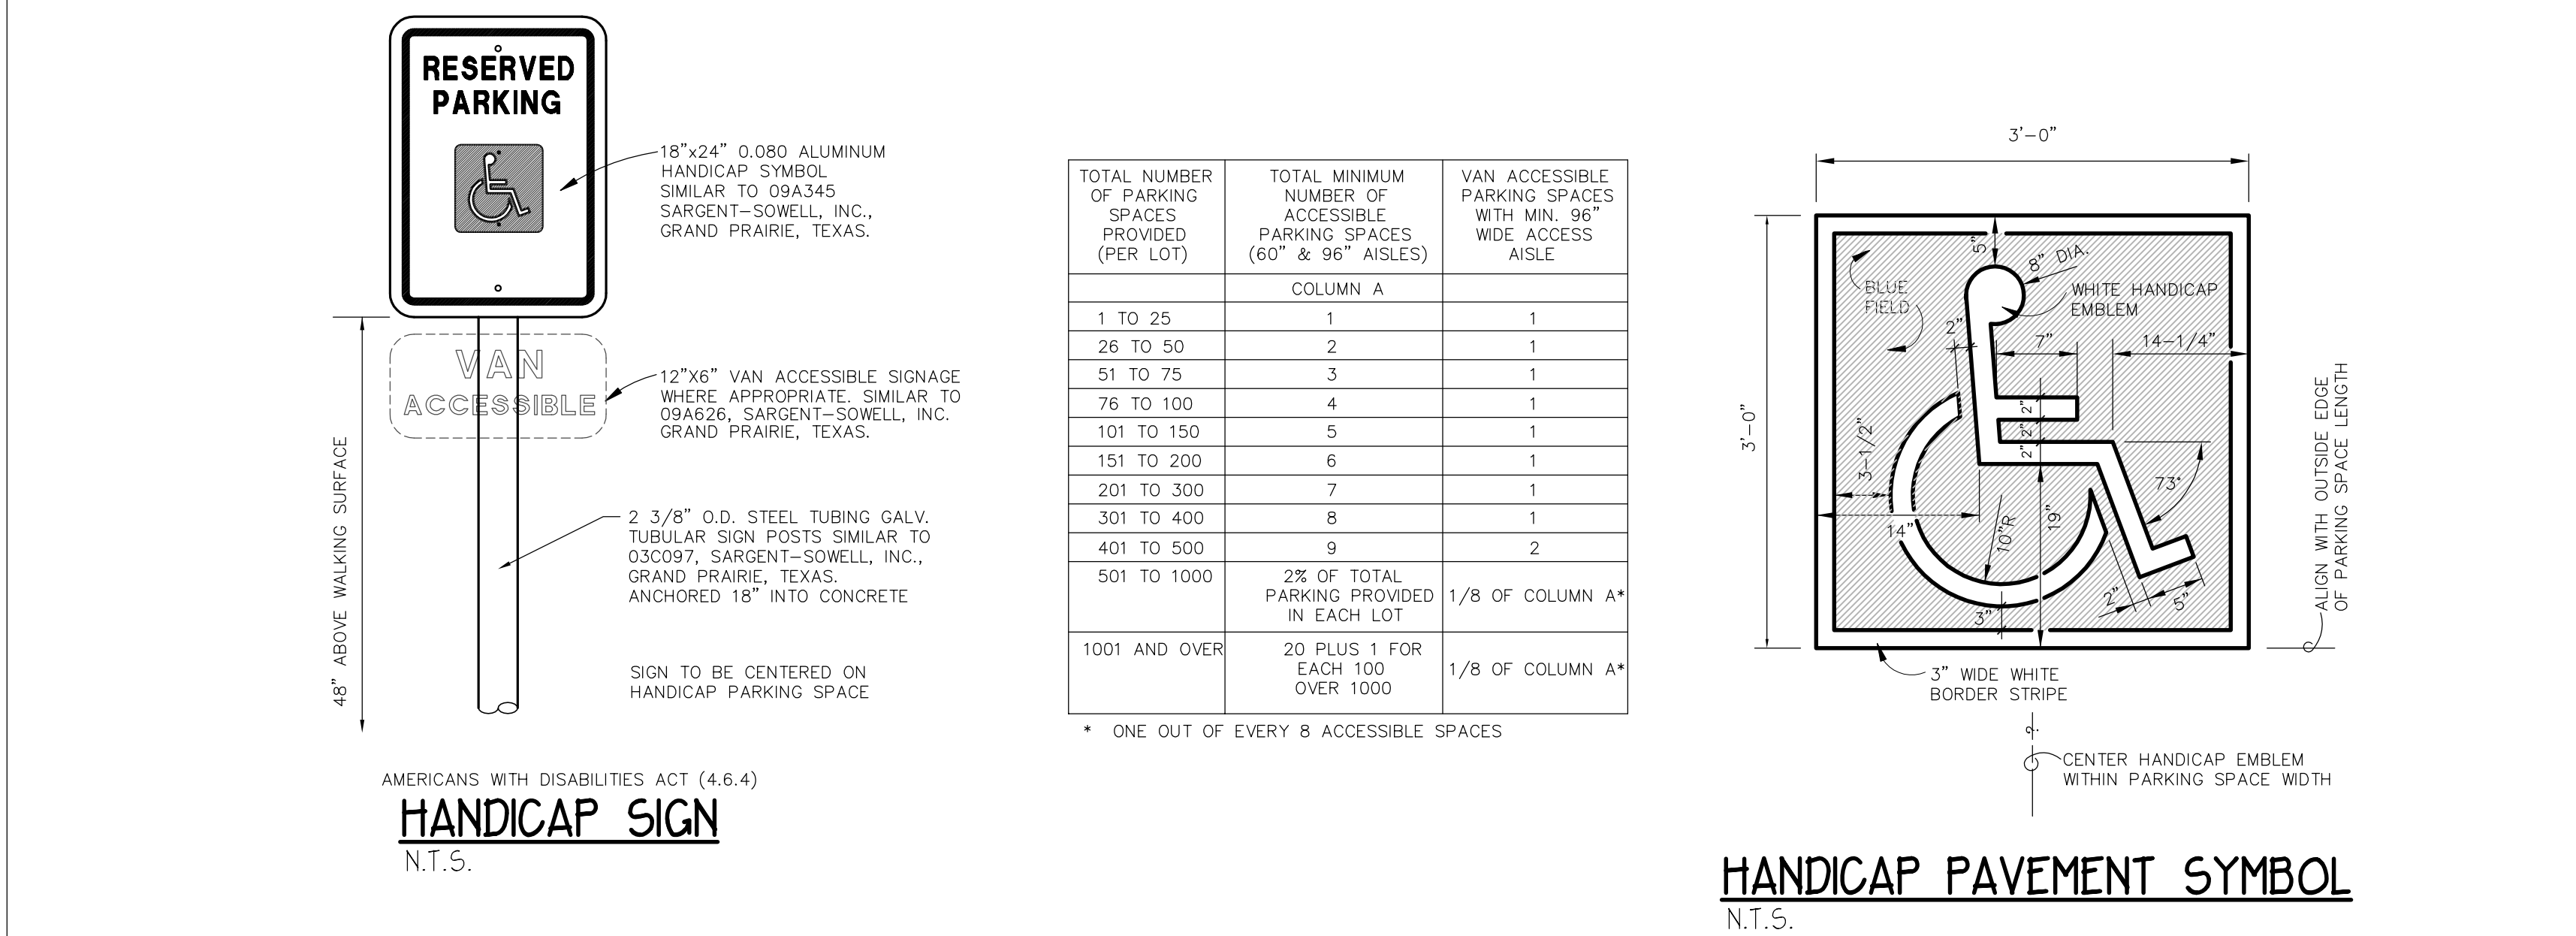 RESERVED
PARKING
18"x24" 0.080 ALUMINUM
HANDICAP SYMBOL
SIMILAR TO 09A345
SARGENT-SOWELL, INC.,
GRAND PRAIRIE, TEXAS.
VAN
ACCESSIBLE
12"X6" VAN ACCESSIBLE SIGNAGE
WHERE APPROPRIATE. SIMILAR TO
09A626, SARGENT-SOWELL, INC.
GRAND PRAIRIE, TEXAS.
48" ABOVE WALKING SURFACE
2 3/8" O.D. STEEL TUBING GALV.
TUBULAR SIGN POSTS SIMILAR TO
03C097, SARGENT-SOWELL, INC.,
GRAND PRAIRIE, TEXAS.
ANCHORED 18" INTO CONCRETE
SIGN TO BE CENTERED ON
HANDICAP PARKING SPACE
AMERICANS WITH DISABILITIES ACT (4.6.4)
HANDICAP SIGN
N.T.S.
TOTAL NUMBER
OF PARKING
SPACES
PROVIDED
(PER LOT)
TOTAL MINIMUM
NUMBER OF
ACCESSIBLE
PARKING SPACES
(60" & 96" AISLES)
VAN ACCESSIBLE
PARKING SPACES
WITH MIN. 96"
WIDE ACCESS
AISLE
COLUMN A
1 TO 25 1 1
26 TO 50 2 1
51 TO 75 3 1
76 TO 100 4 1
101 TO 150 5 1
151 TO 200 6 1
201 TO 300 7 1
301 TO 400 8 1
401 TO 500 9 2
501 TO 1000
2% OF TOTAL
PARKING PROVIDED
IN EACH LOT
1/8 OF COLUMN A*
1001 AND OVER
20 PLUS 1 FOR
EACH 100
OVER 1000
1/8 OF COLUMN A*
* ONE OUT OF EVERY 8 ACCESSIBLE SPACES
3'-0"
3'-0"
5"
8" DIA.
BLUE
FIELD
WHITE HANDICAP
EMBLEM
2"
7"
14-1/4"
2"
2"
2"
3-1/2"
73°
14"
10"R
19"
3"
2"
5"
ALIGN WITH OUTSIDE EDGE
OF PARKING SPACE LENGTH
3" WIDE WHITE
BORDER STRIPE
CENTER HANDICAP EMBLEM
WITHIN PARKING SPACE WIDTH
HANDICAP PAVEMENT SYMBOL
N.T.S.